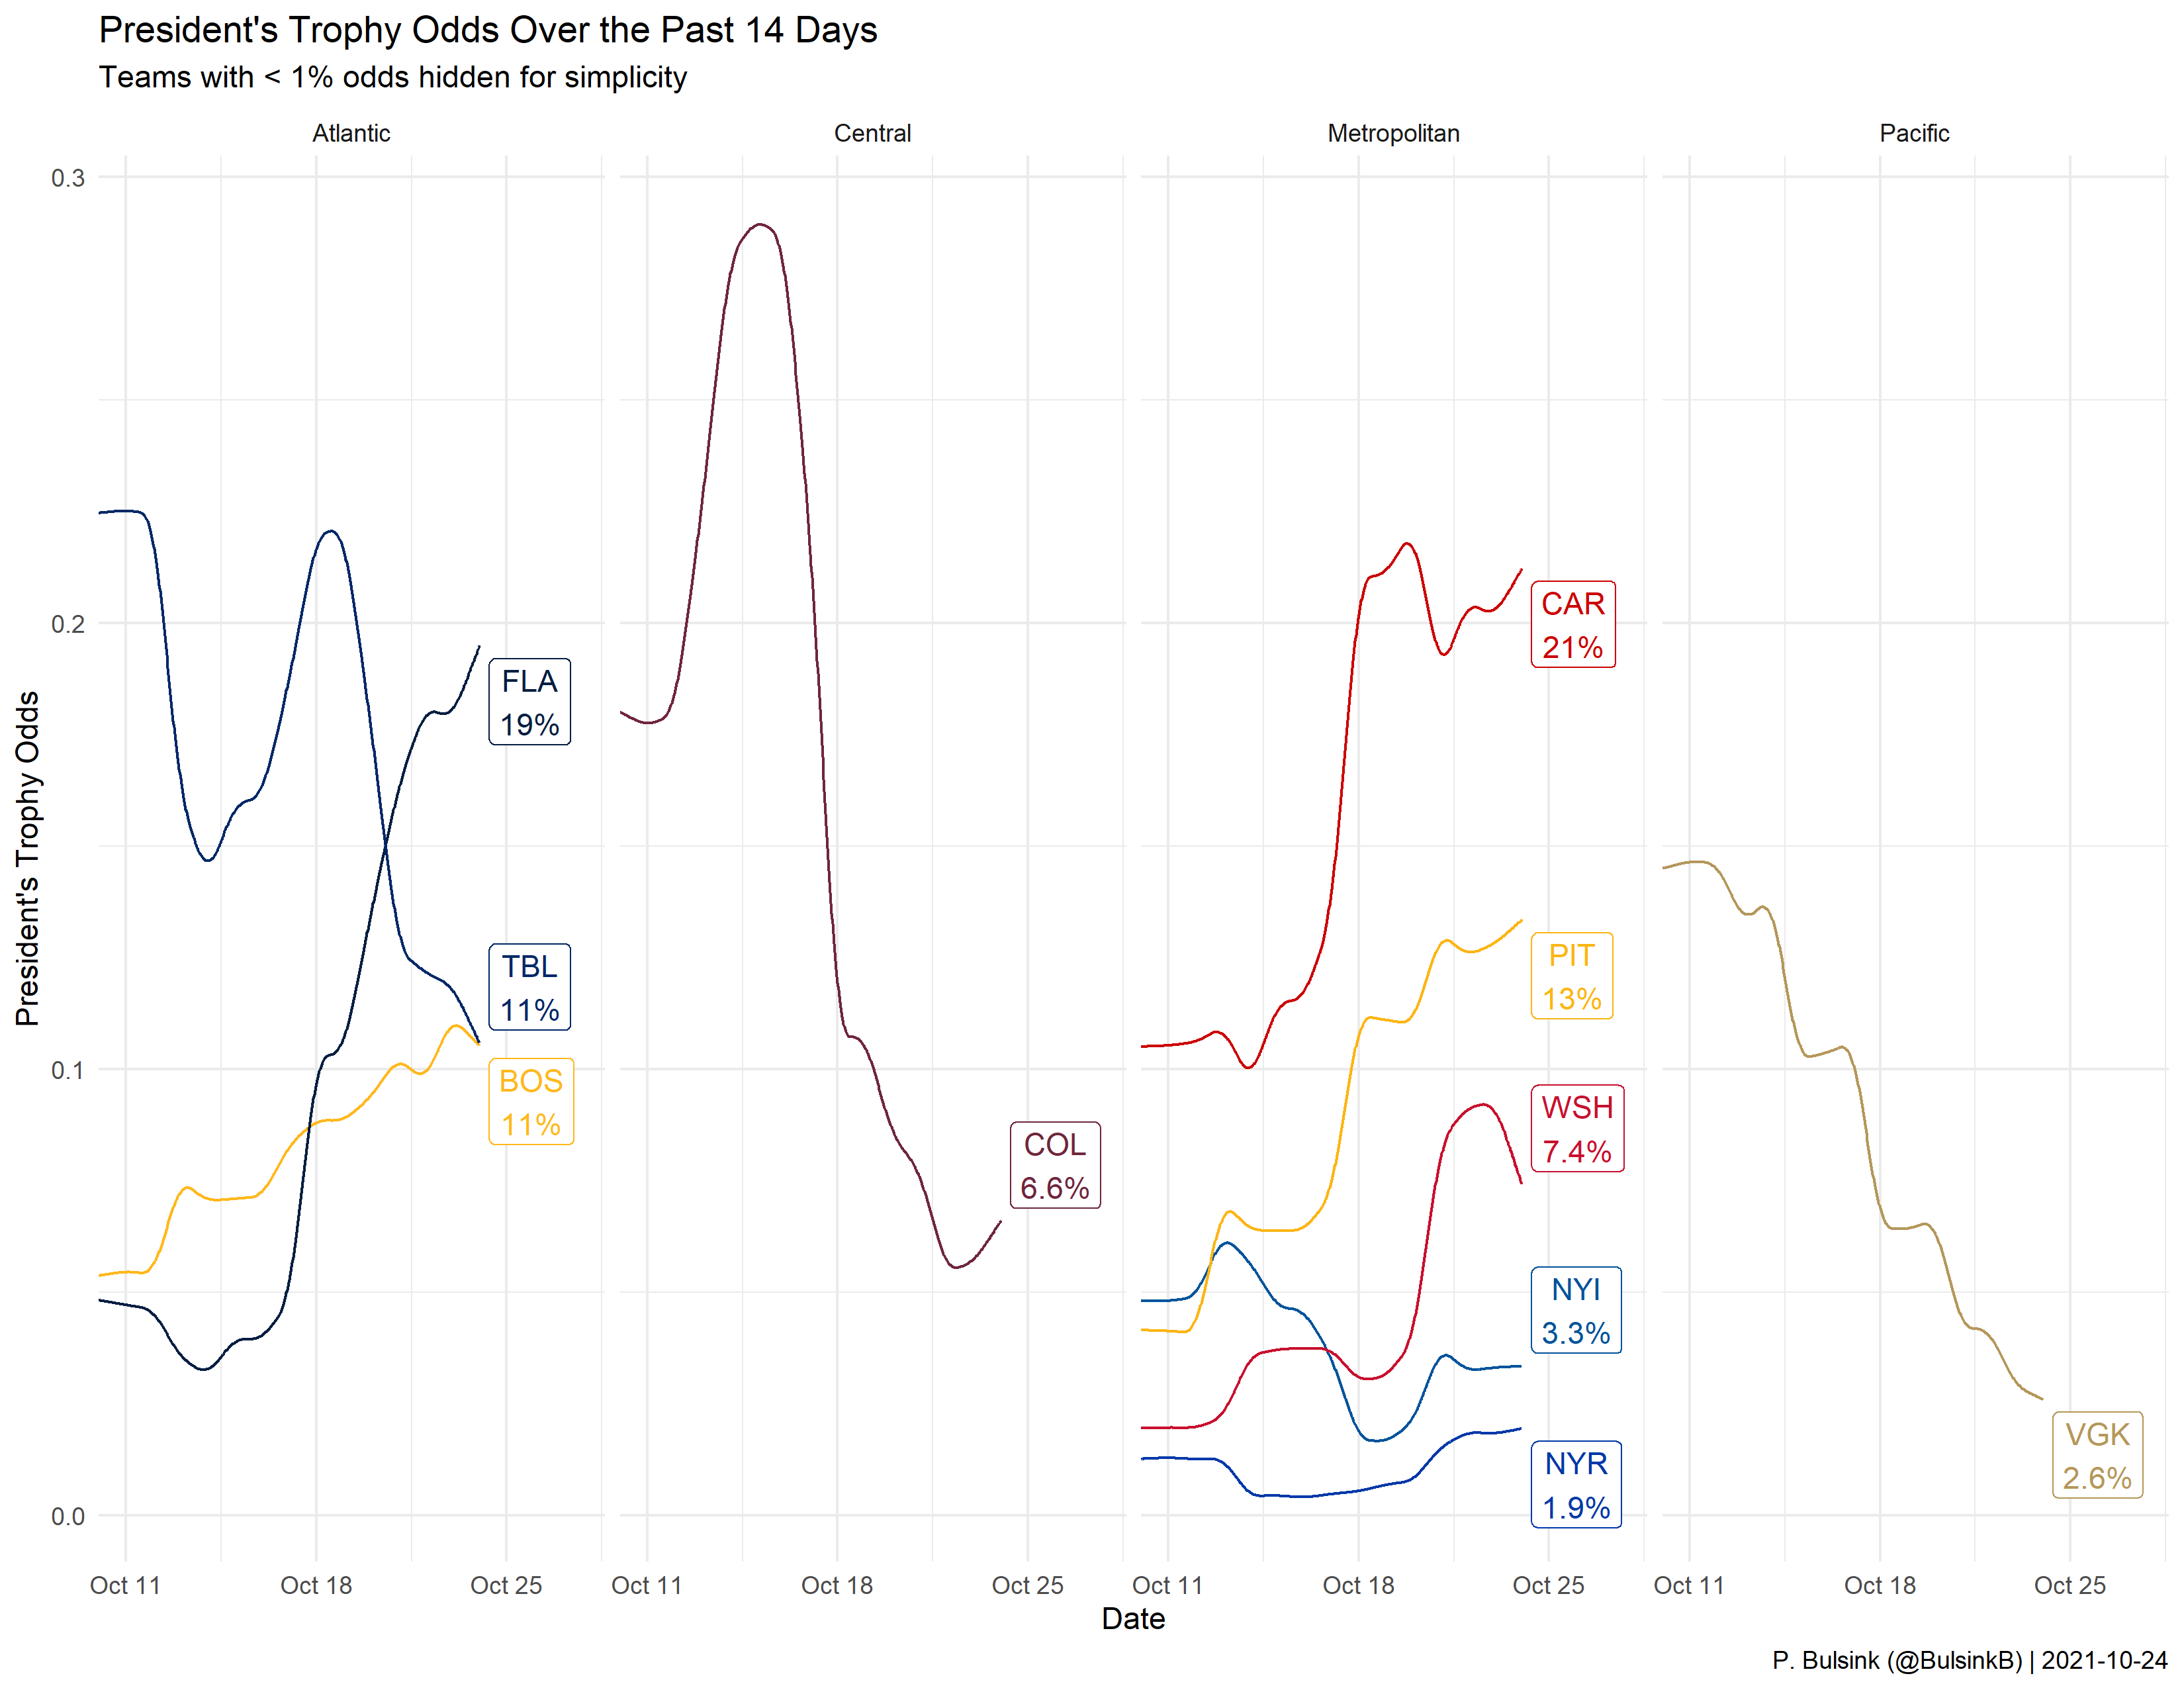 President's Trophy Odds Over the Past 14 Days
Teams with < 1% odds hidden for simplicity
Atlantic
Central
Metropolitan
Pacific
President's Trophy Odds
0.3
0.2
0.1
0.0
FLA
19%
TBL
11%
BOS
11%
COL
6.6%
CAR
21%
PIT
13%
WSH
7.4%
NYI
3.3%
NYR
1.9%
VGK
2.6%
Oct 11 Oct 18 Oct 25 Oct 11 Oct 18 Oct 25 Oct 11 Oct 18 Oct 25 Oct 11 Oct 18 Oct 25
Date
P. Bulsink (@BulsinkB) | 2021-10-24